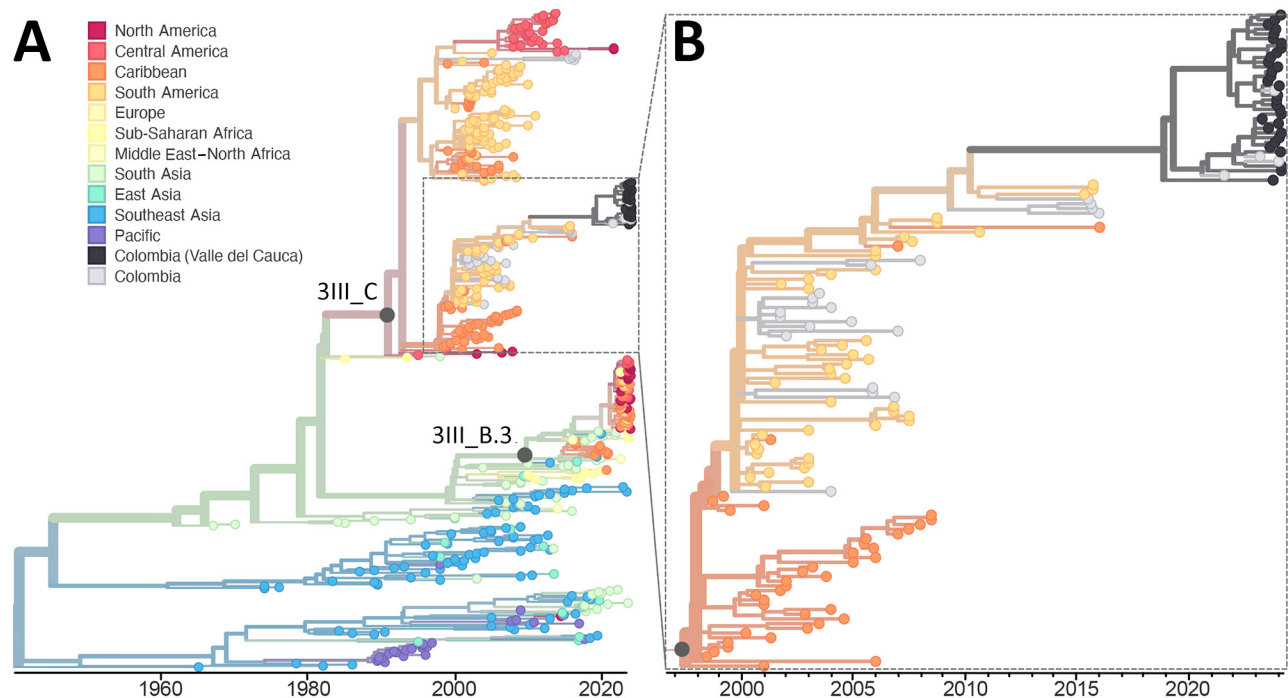 A
North America
Central America
Caribbean
South America
Europe
Sub-Saharan Africa
Middle East–North Africa
South Asia
East Asia
Southeast Asia
Pacific
Colombia (Valle del Cauca)
Colombia
3III_C
3III_B.3
1960 1980 2000 2020
B
2000 2005 2010 2015 2020